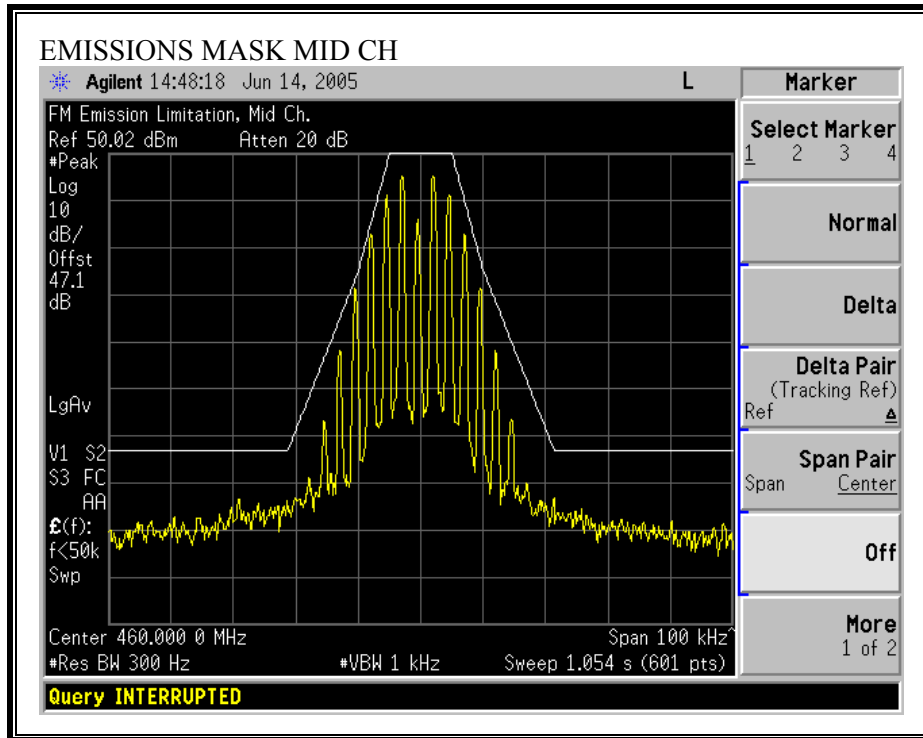 EMISSIONS MASK MID CH
Agilent 14:48:18 Jun 14, 2005 L
FM Emission Limitation, Mid Ch.
Ref 50.02 dBm Atten 20 dB
#Peak
Log
10
dB/
Offst
47.1
dB
LgAv
V1 S2
S3 FC
AA
£(f):
f<50k
Swp
Center 460.000 0 MHz Span 100 kHz^
#Res BW 300 Hz #VBW 1 kHz Sweep 1.054 s (601 pts)
Query INTERRUPTED
Marker
Select Marker
1 2 3 4
Normal
Delta
Delta Pair
(Tracking Ref)
Ref Δ
Span Pair
Span Center
Off
More
1 of 2